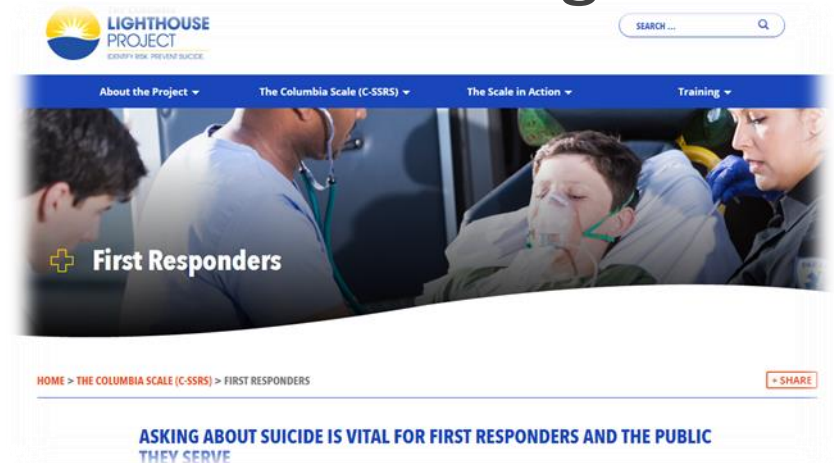 LIGHTHOUSE
PROJECT
IDENTIFY RISK. PREVENT SUICIDE.
SEARCH ...
About the Project
The Columbia Scale (C-SSRS)
The Scale in Action
Training
First Responders
HOME > THE COLUMBIA SCALE (C-SSRS) > FIRST RESPONDERS
+ SHARE
ASKING ABOUT SUICIDE IS VITAL FOR FIRST RESPONDERS AND THE PUBLIC
THEY SERVE